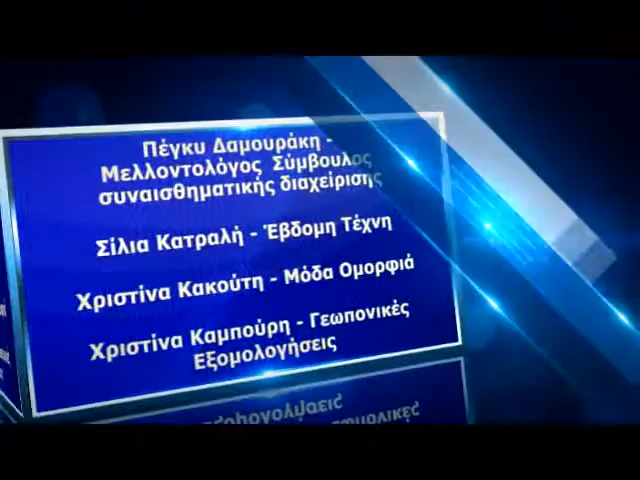 Πέγκυ Δαμουράκη -
Μελλοντολόγος Σύμβουλος
συναισθηματικής διαχείρισης
Σίλια Κατραλή - Έβδομη Τέχνη
Χριστίνα Κακούτη - Μόδα Ομορφιά
Χριστίνα Καμπούρη - Γεωπονικές
Εξομολογήσεις